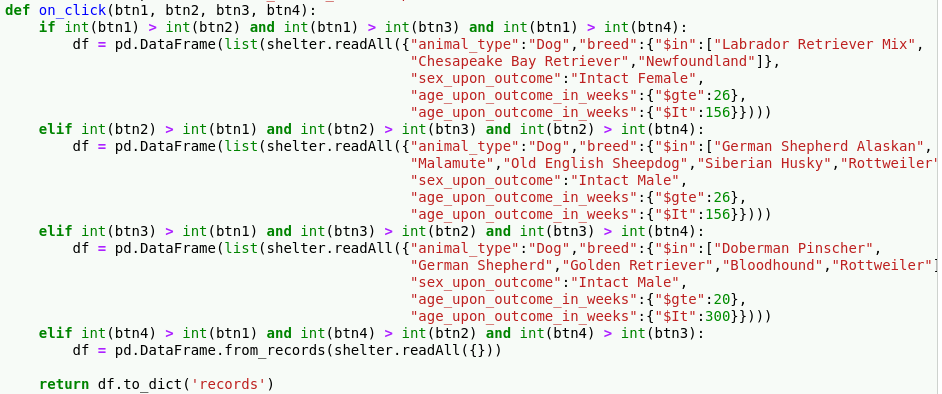 def on_click(btn1, btn2, btn3, btn4):
    if int(btn1) > int(btn2) and int(btn1) > int(btn3) and int(btn1) > int(btn4):
        df = pd.DataFrame(list(shelter.readAll({"animal_type":"Dog","breed":{"$in":["Labrador Retriever Mix",
                                                "Chesapeake Bay Retriever","Newfoundland"]},
                                                "sex_upon_outcome":"Intact Female",
                                                "age_upon_outcome_in_weeks":{"$gte":26},
                                                "age_upon_outcome_in_weeks":{"$It":156}})))
    elif int(btn2) > int(btn1) and int(btn2) > int(btn3) and int(btn2) > int(btn4):
        df = pd.DataFrame(list(shelter.readAll({"animal_type":"Dog","breed":{"$in":["German Shepherd Alaskan",
                                                "Malamute","Old English Sheepdog","Siberian Husky","Rottweiler"
                                                "sex_upon_outcome":"Intact Male",
                                                "age_upon_outcome_in_weeks":{"$gte":26},
                                                "age_upon_outcome_in_weeks":{"$It":156}})))
    elif int(btn3) > int(btn1) and int(btn3) > int(btn2) and int(btn3) > int(btn4):
        df = pd.DataFrame(list(shelter.readAll({"animal_type":"Dog","breed":{"$in":["Doberman Pinscher",
                                                "German Shepherd","Golden Retriever","Bloodhound","Rottweiler"]
                                                "sex_upon_outcome":"Intact Male",
                                                "age_upon_outcome_in_weeks":{"$gte":20},
                                                "age_upon_outcome_in_weeks":{"$It":300}})))
    elif int(btn4) > int(btn1) and int(btn4) > int(btn2) and int(btn4) > int(btn3):
        df = pd.DataFrame.from_records(shelter.readAll({}))
    return df.to_dict('records')